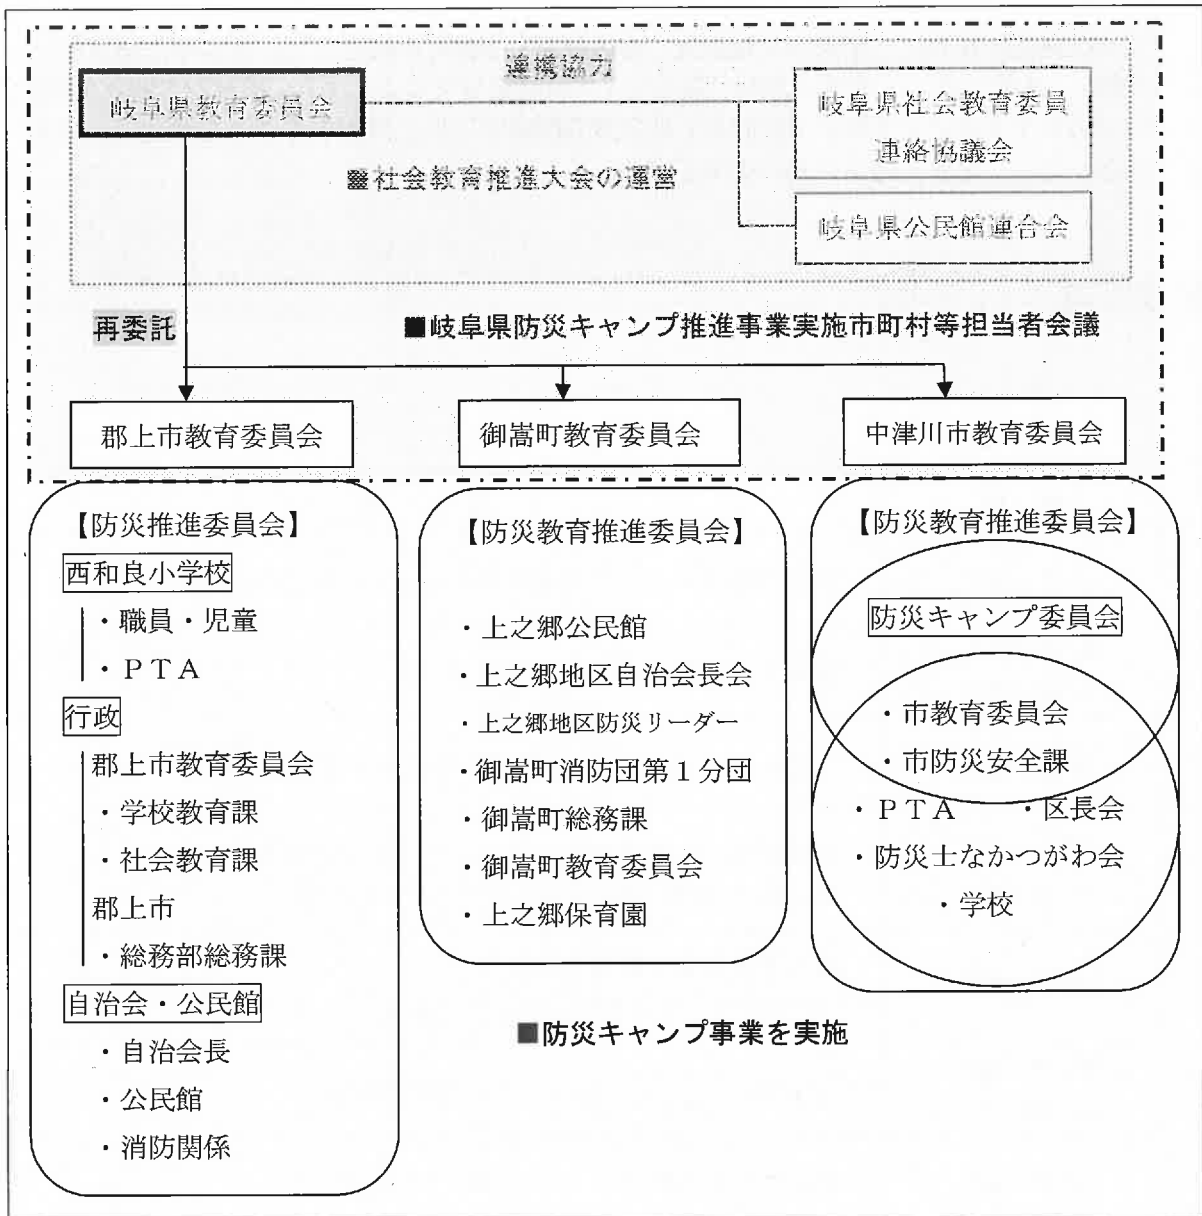 連携協力
岐阜県教育委員会
岐阜県社会教育委員
連絡協議会
■社会教育推進大会の運営
岐阜県公民館連合会
再委託
■岐阜県防災キャンプ推進事業実施市町村等担当者会議
郡上市教育委員会
御嵩町教育委員会
中津川市教育委員会
【防災推進委員会】
西和良小学校
・職員・児童
・PTA
行政
郡上市教育委員会
・学校教育課
・社会教育課
郡上市
・総務部総務課
自治会・公民館
・自治会長
・公民館
・消防関係
【防災教育推進委員会】
・上之郷公民館
・上之郷地区自治会長会
・上之郷地区防災リーダー
・御嵩町消防団第1分団
・御嵩町総務課
・御嵩町教育委員会
・上之郷保育園
【防災教育推進委員会】
防災キャンプ委員会
・市教育委員会
・市防災安全課
・PTA ・区長会
・防災士なかつがわ会
・学校
■防災キャンプ事業を実施